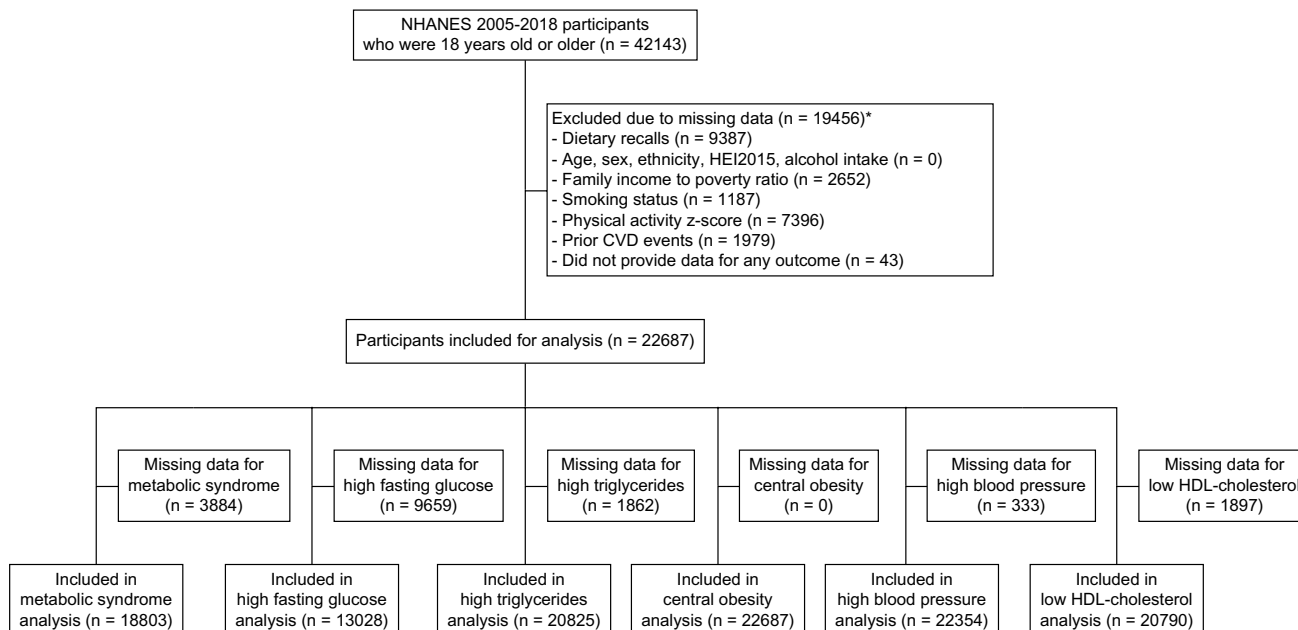 NHANES 2005-2018 participants
who were 18 years old or older (n = 42143)
Excluded due to missing data (n = 19456)*
- Dietary recalls (n = 9387)
- Age, sex, ethnicity, HEI2015, alcohol intake (n = 0)
- Family income to poverty ratio (n = 2652)
- Smoking status (n = 1187)
- Physical activity z-score (n = 7396)
- Prior CVD events (n = 1979)
- Did not provide data for any outcome (n = 43)
Participants included for analysis (n = 22687)
Missing data for
metabolic syndrome
(n = 3884)
Missing data for
high fasting glucose
(n = 9659)
Missing data for
high triglycerides
(n = 1862)
Missing data for
central obesity
(n = 0)
Missing data for
high blood pressure
(n = 333)
Missing data for
low HDL-cholesterol
(n = 1897)
Included in
metabolic syndrome
analysis (n = 18803)
Included in
high fasting glucose
analysis (n = 13028)
Included in
high triglycerides
analysis (n = 20825)
Included in
central obesity
analysis (n = 22687)
Included in
high blood pressure
analysis (n = 22354)
Included in
low HDL-cholesterol
analysis (n = 20790)